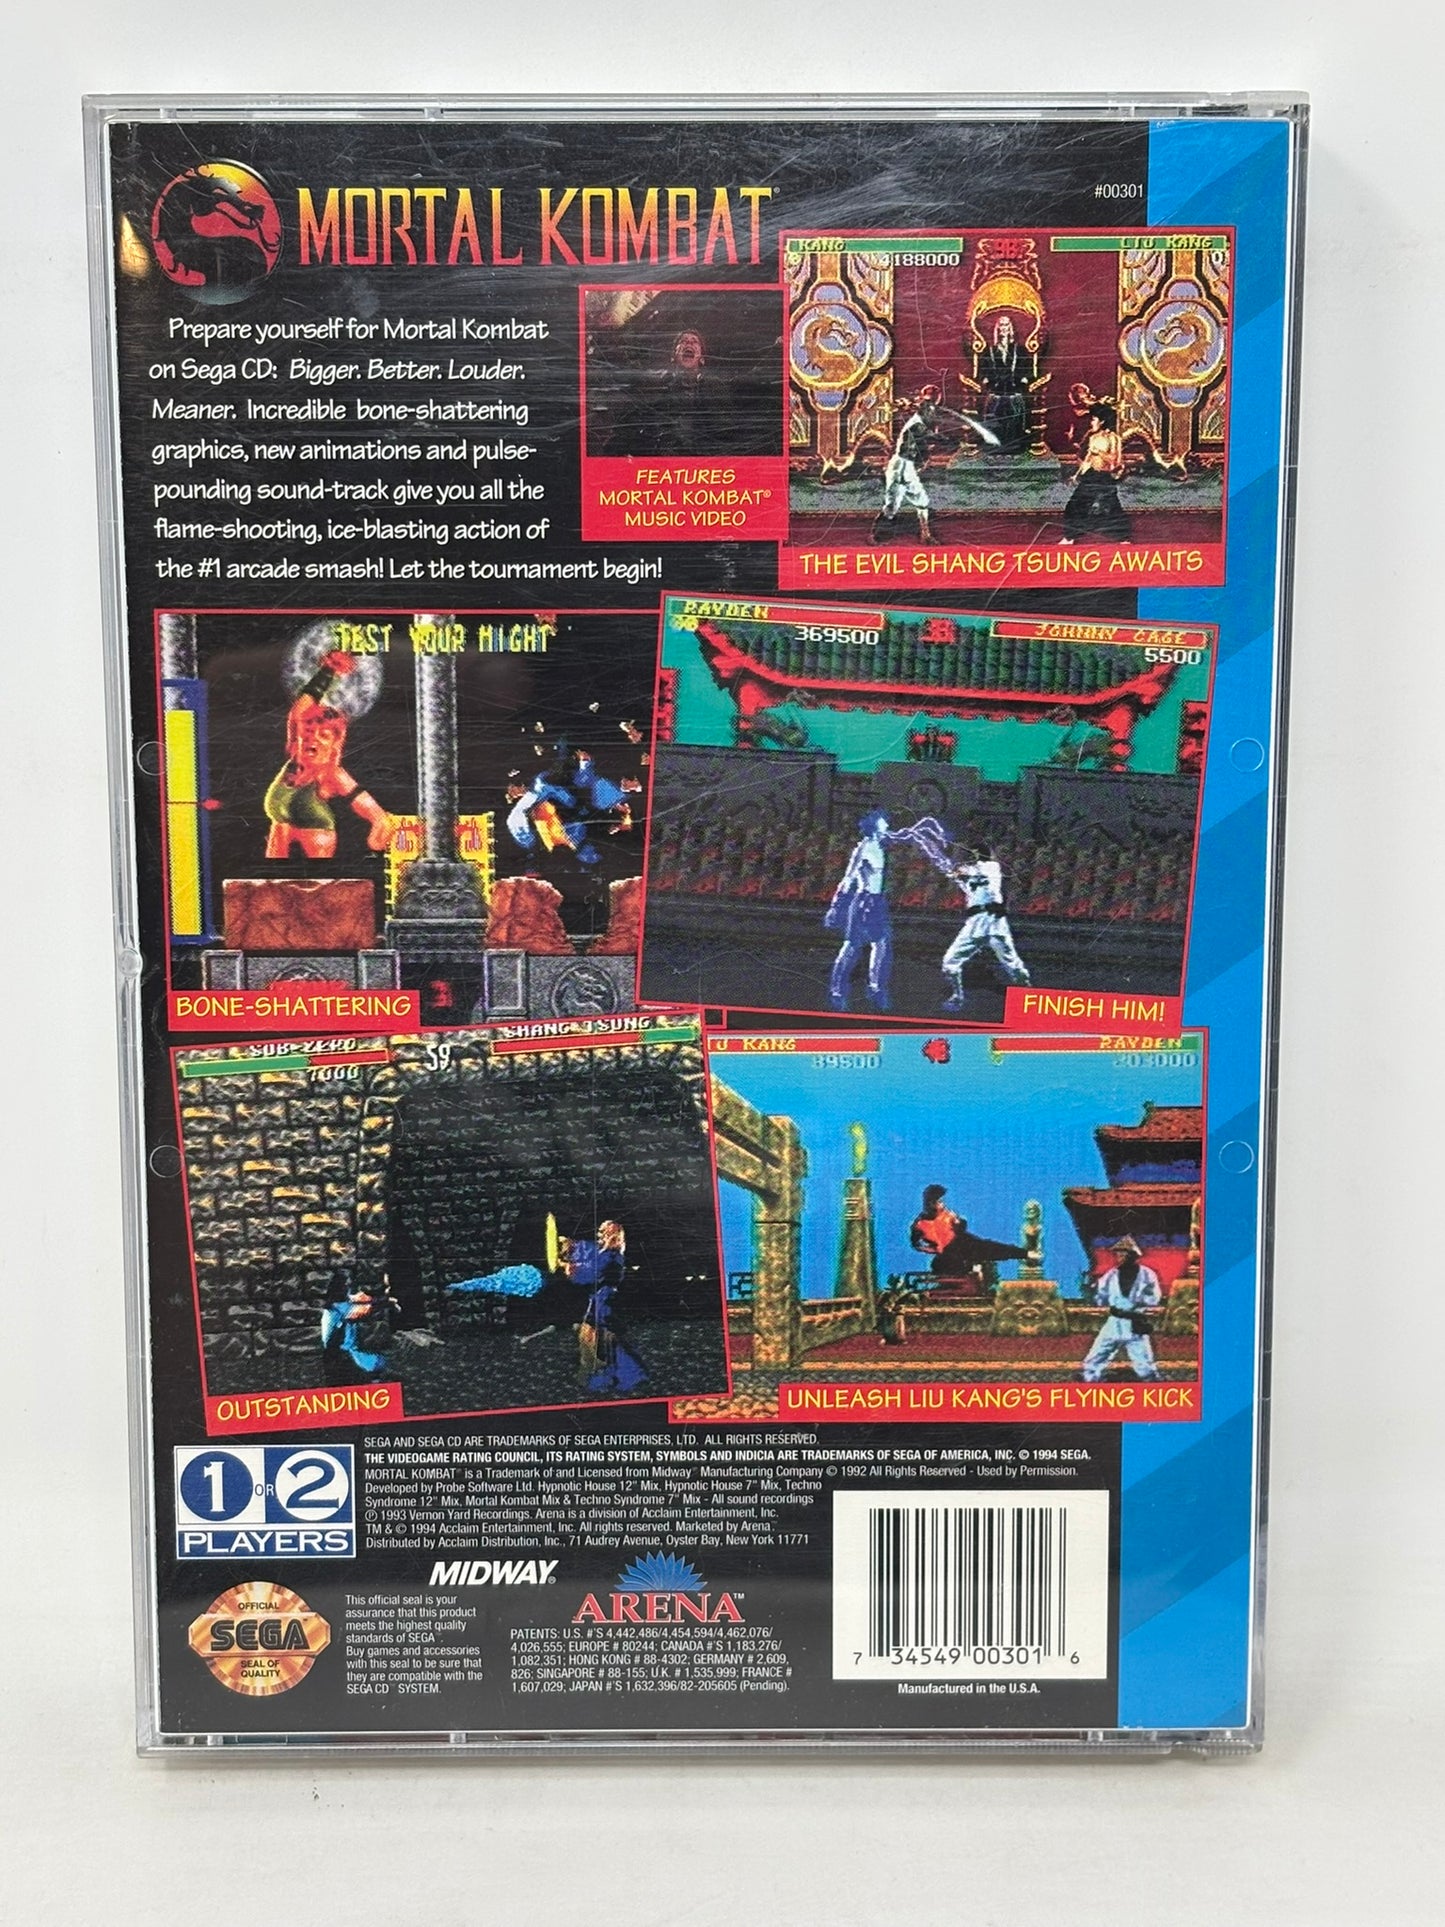 MORTAL KOMBAT®
#00301
Prepare yourself for Mortal Kombat
on Sega CD: Bigger. Better. Louder.
Meaner. Incredible bone-shattering
graphics, new animations and pulse-
pounding sound-track give you all the
flame-shooting, ice-blasting action of
the #1 arcade smash! Let the tournament begin!
FEATURES
MORTAL KOMBAT®
MUSIC VIDEO
KANG
LIU KANG
4188000
0
THE EVIL SHANG TSUNG AWAITS
TEST YOUR MIGHT
BONE-SHATTERING
RAYDEN
JOHNNY CAGE
369500
5500
FINISH HIM!
SUB-ZERO
59
SHANG TSUNG
7000
OUTSTANDING
U KANG
RAYDEN
39500
203000
UNLEASH LIU KANG'S FLYING KICK
1 OR 2
PLAYERS
SEGA AND SEGA CD ARE TRADEMARKS OF SEGA ENTERPRISES, LTD. ALL RIGHTS RESERVED.
THE VIDEOGAME RATING COUNCIL, ITS RATING SYSTEM, SYMBOLS AND INDICIA ARE TRADEMARKS OF SEGA OF AMERICA, INC. © 1994 SEGA.
MORTAL KOMBAT® is a Trademark of and Licensed from Midway® Manufacturing Company © 1992 All Rights Reserved - Used by Permission.
Developed by Probe Software Ltd. Hypnotic House 12" Mix, Hypnotic House 7" Mix, Techno
Syndrome 12" Mix, Mortal Kombat Mix & Techno Syndrome 7" Mix - All sound recordings
℗ 1993 Vernon Yard Recordings. Arena is a division of Acclaim Entertainment, Inc.
TM & © 1994 Acclaim Entertainment, Inc. All rights reserved. Marketed by Arena.
Distributed by Acclaim Distribution, Inc., 71 Audrey Avenue, Oyster Bay, New York 11771
MIDWAY®
ARENA™
OFFICIAL
SEGA
SEAL OF
QUALITY
This official seal is your
assurance that this product
meets the highest quality
standards of SEGA™.
Buy games and accessories
with this seal to be sure that
they are compatible with the
SEGA CD™ SYSTEM.
PATENTS: U.S. #'S 4,442,486/4,454,594/4,462,076/
4,026,555; EUROPE # 80244; CANADA #'S 1,183,276/
1,082,351; HONG KONG # 88-4302; GERMANY # 2,609,
826; SINGAPORE # 88-155; U.K. # 1,535,999; FRANCE #
1,607,029; JAPAN #'S 1,632,396/82-205605 (Pending).
7 34549 00301 6
Manufactured in the U.S.A.